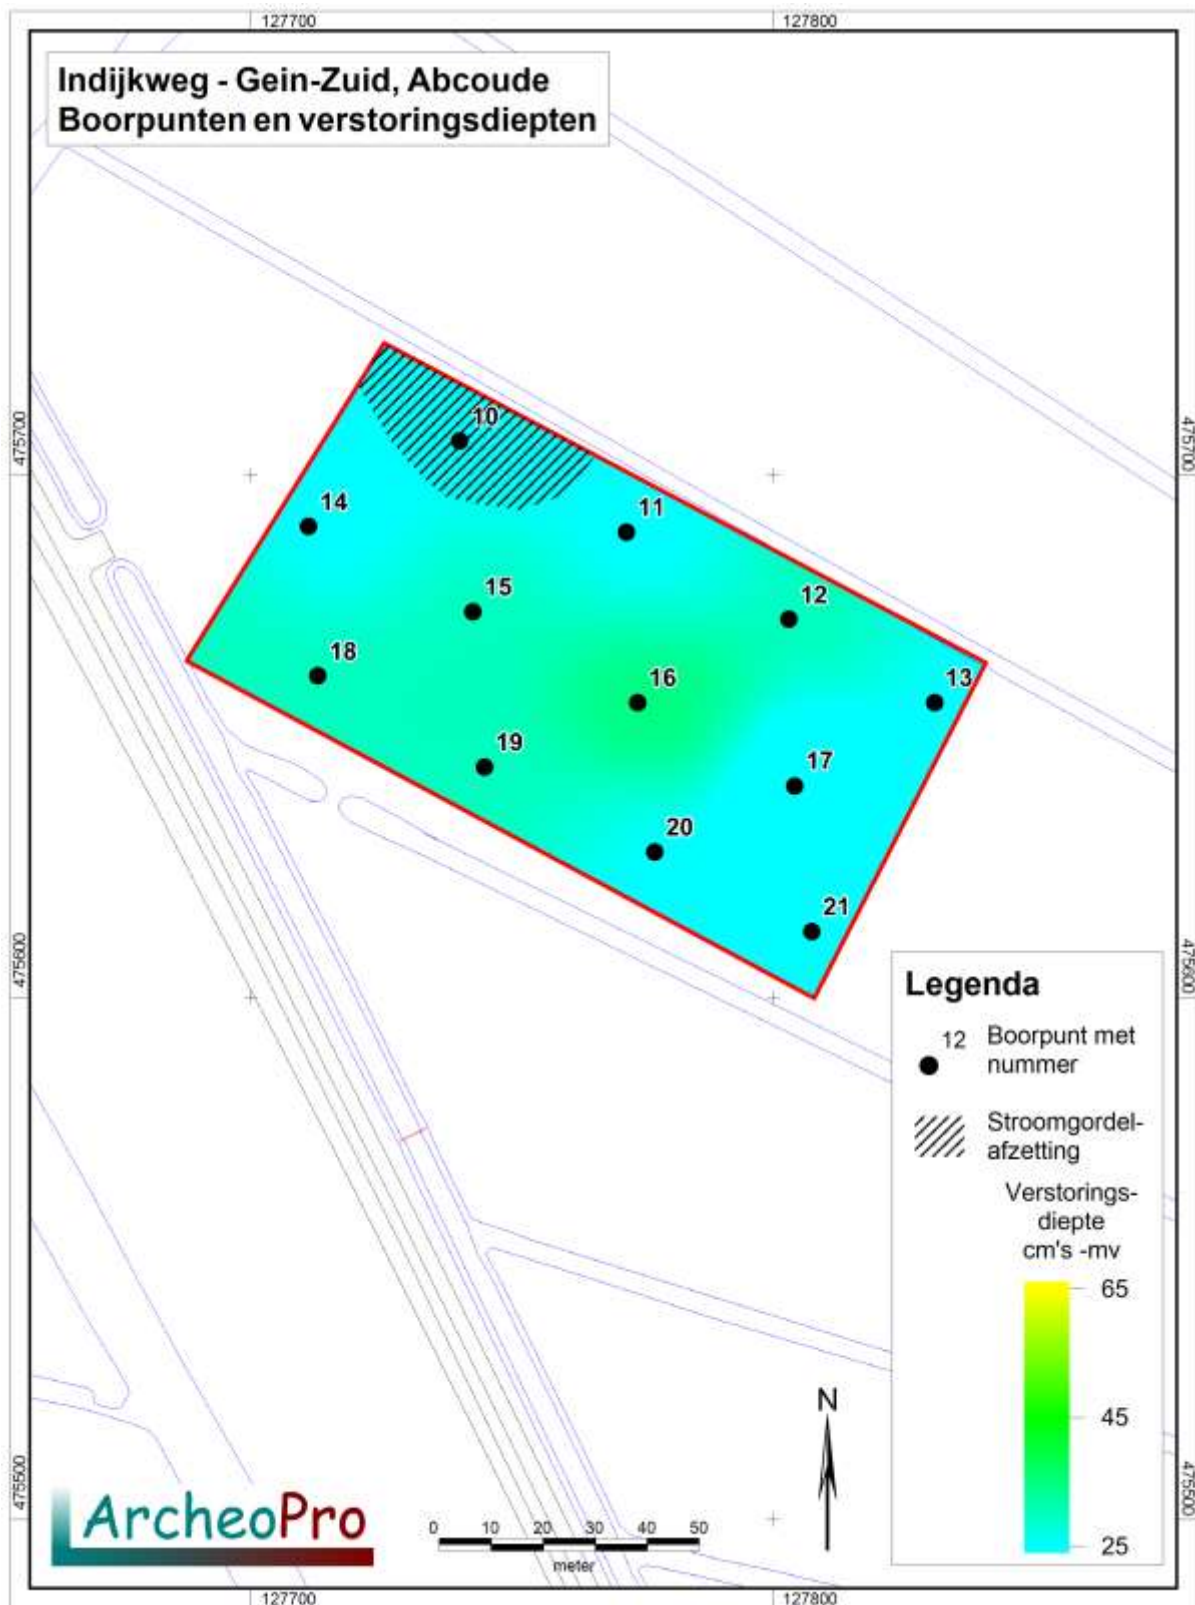 127700
127800
Indijkweg - Gein-Zuid, Abcoude
Boorpunten en verstoringsdiepten
475700
475700
10
14
11
15
12
18
16
13
19
17
20
21
475600
475600
Legenda
12
Boorpunt met
nummer
Stroomgordel-
afzetting
Verstorings-
diepte
cm's -mv
65
45
25
N
475500
475500
ArcheoPro
0
10
20
30
40
50
meter
127700
127800